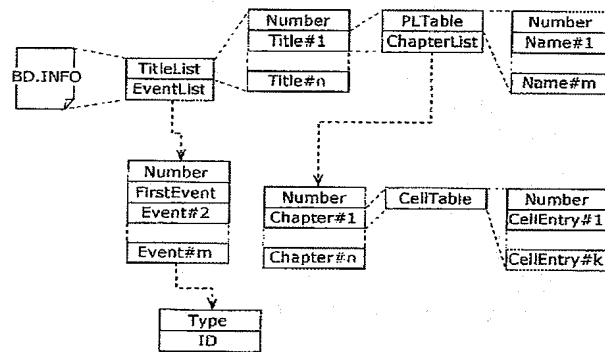 BD.INFO
TitleList
EventList
Number
Title#1
Title#n
PLTable
ChapterList
Number
Name#1
Name#m
Number
FirstEvent
Event#2
Event#m
Type
ID
Number
Chapter#1
Chapter#n
CellTable
Number
CellEntry#1
CellEntry#k